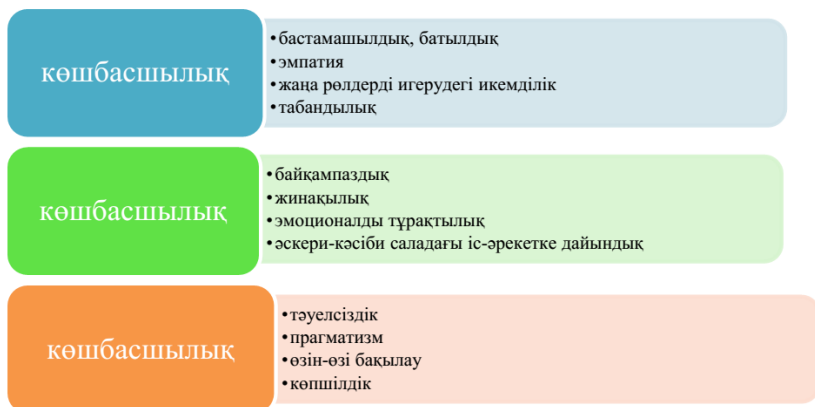 көшбасшылық
•бастамашылдық, батылдық
•эмпатия
•жаңа рөлдерді игерудегі икемділік
•табандылық
көшбасшылық
•байқампаздық
•жинақылық
•эмоционалды тұрақтылық
•әскери-кәсіби саладағы іс-әрекетке дайындық
көшбасшылық
•тәуелсіздік
•прагматизм
•өзін-өзі бақылау
•көпшілдік